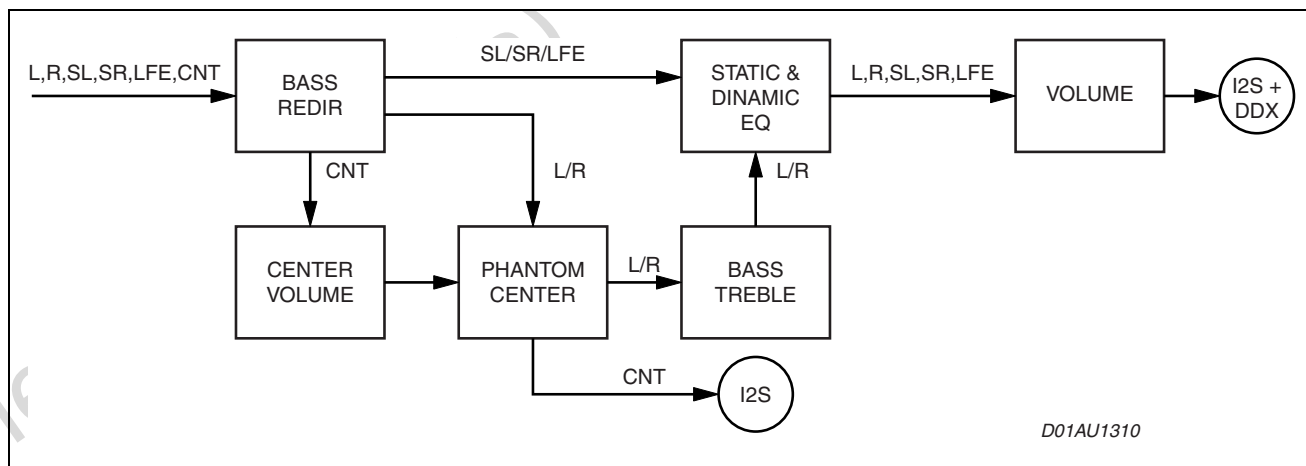 L,R,SL,SR,LFE,CNT
BASS
REDIR
SL/SR/LFE
STATIC &
DINAMIC
EQ
L,R,SL,SR,LFE
VOLUME
I2S +
DDX
CNT
L/R
L/R
CENTER
VOLUME
PHANTOM
CENTER
L/R
BASS
TREBLE
CNT
I2S
D01AU1310